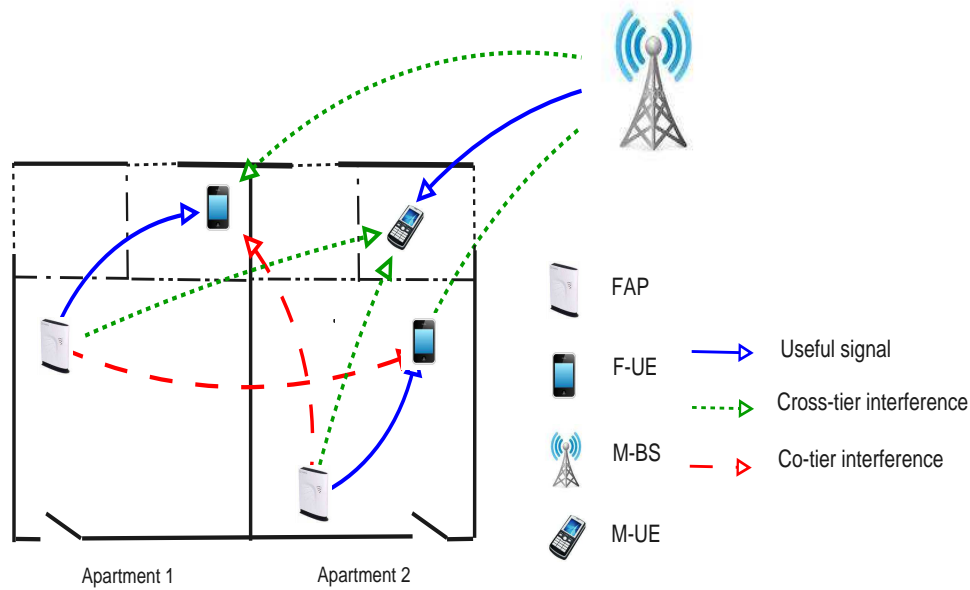 FAP
F-UE
Useful signal
Cross-tier interference
M-BS
Co-tier interference
M-UE
Apartment 1
Apartment 2